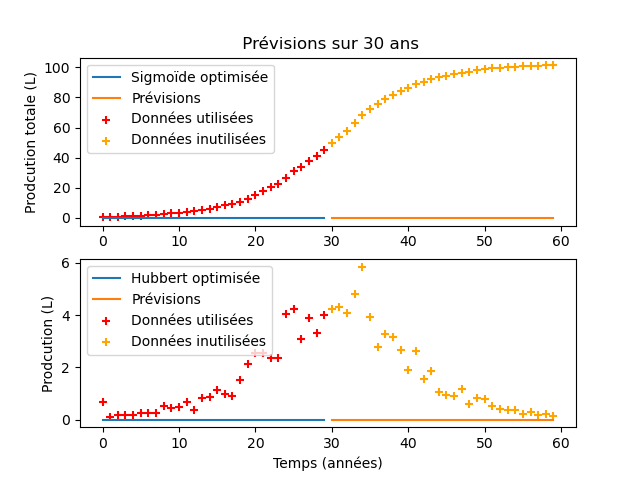 Prévisions sur 30 ans
Prodcution totale (L)
100
80
60
40
20
0
Sigmoïde optimisée
Prévisions
Données utilisées
Données inutilisées
0 10 20 30 40 50 60
Prodcution (L)
6
4
2
0
Hubbert optimisée
Prévisions
Données utilisées
Données inutilisées
0 10 20 30 40 50 60
Temps (années)